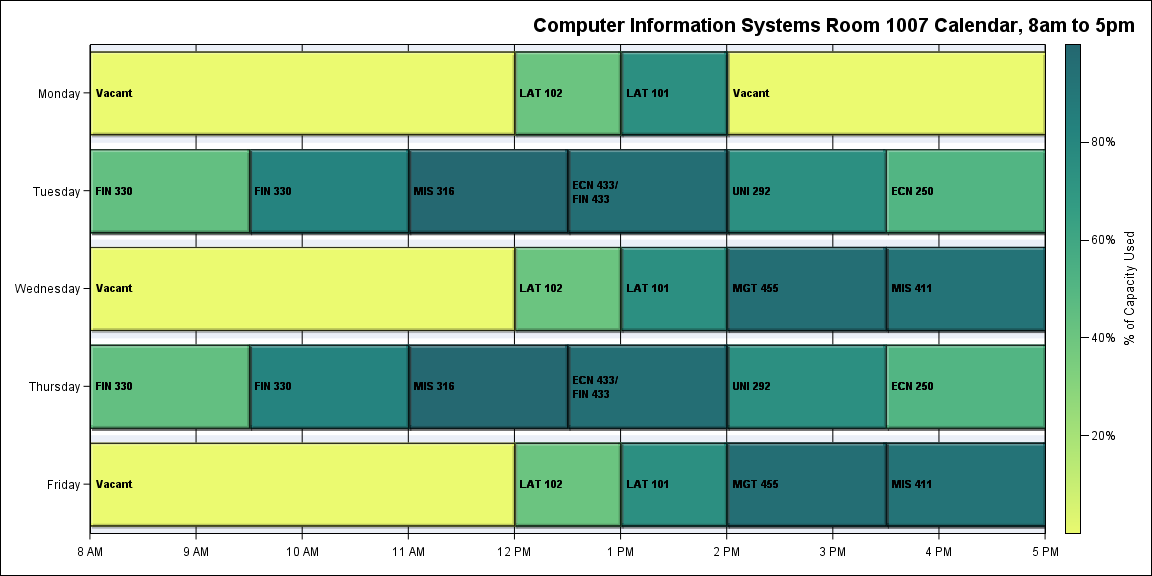 Computer Information Systems Room 1007 Calendar, 8am to 5pm
Monday
Vacant
LAT 102
LAT 101
Vacant
Tuesday
FIN 330
FIN 330
MIS 316
ECN 433/
FIN 433
UNI 292
ECN 250
Wednesday
Vacant
LAT 102
LAT 101
MGT 455
MIS 411
Thursday
FIN 330
FIN 330
MIS 316
ECN 433/
FIN 433
UNI 292
ECN 250
Friday
Vacant
LAT 102
LAT 101
MGT 455
MIS 411
8 AM
9 AM
10 AM
11 AM
12 PM
1 PM
2 PM
3 PM
4 PM
5 PM
80%
60%
40%
20%
% of Capacity Used